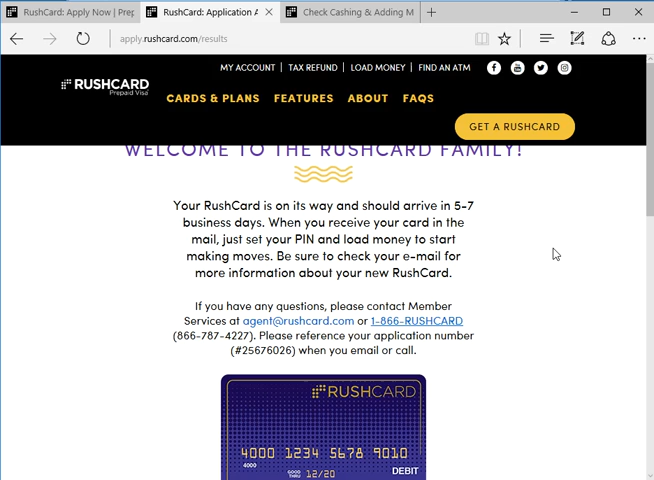 RushCard: Apply Now | Prep
RushCard: Application A
Check Cashing & Adding M
apply.rushcard.com/results
MY ACCOUNT | TAX REFUND | LOAD MONEY | FIND AN ATM
RUSHCARD
Prepaid Visa
CARDS & PLANS FEATURES ABOUT FAQS
GET A RUSHCARD
WELCOME TO THE RUSHCARD FAMILY!
Your RushCard is on its way and should arrive in 5-7
business days. When you receive your card in the
mail, just set your PIN and load money to start
making moves. Be sure to check your e-mail for
more information about your new RushCard.
If you have any questions, please contact Member
Services at agent@rushcard.com or 1-866-RUSHCARD
(866-787-4227). Please reference your application number
(#25676026) when you email or call.
RUSHCARD
4000 1234 5678 9010
4000
GOOD THRU 12/20
DEBIT